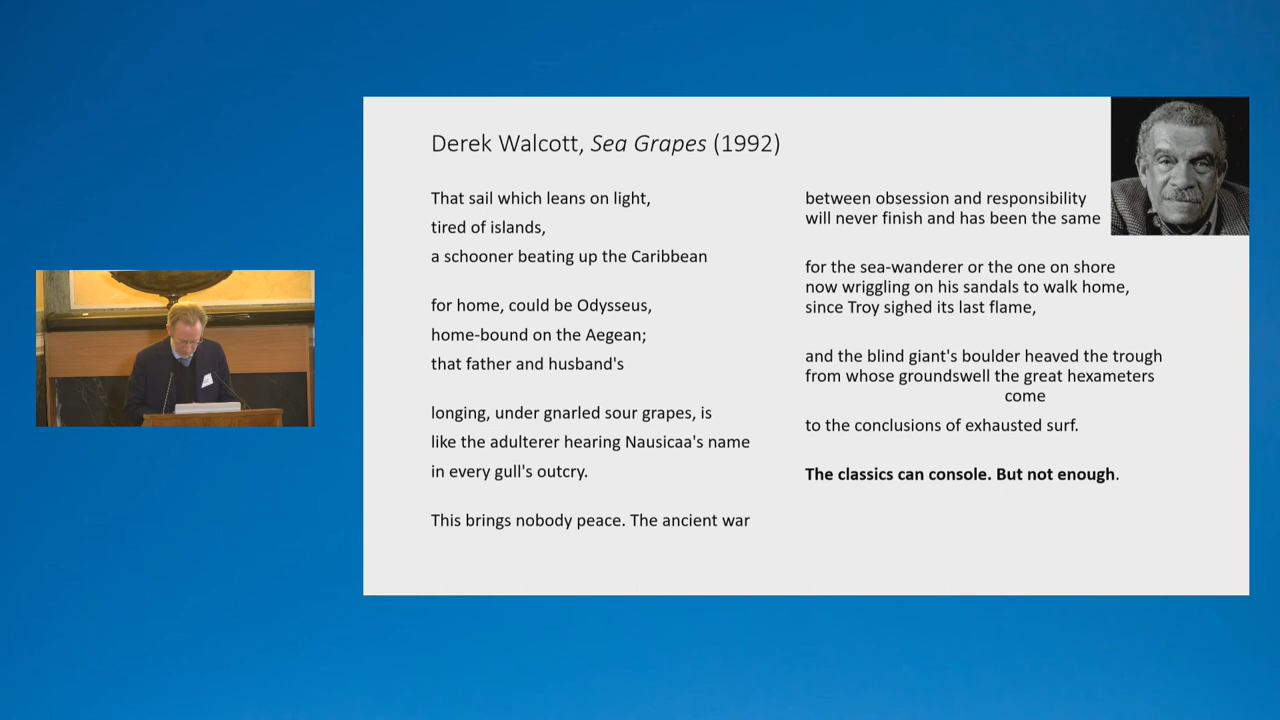 Derek Walcott, Sea Grapes (1992)
That sail which leans on light,
tired of islands,
a schooner beating up the Caribbean
for home, could be Odysseus,
home-bound on the Aegean;
that father and husband's
longing, under gnarled sour grapes, is
like the adulterer hearing Nausicaa's name
in every gull's outcry.
This brings nobody peace. The ancient war
between obsession and responsibility
will never finish and has been the same
for the sea-wanderer or the one on shore
now wriggling on his sandals to walk home,
since Troy sighed its last flame,
and the blind giant's boulder heaved the trough
from whose groundswell the great hexameters
come
to the conclusions of exhausted surf.
The classics can console. But not enough.